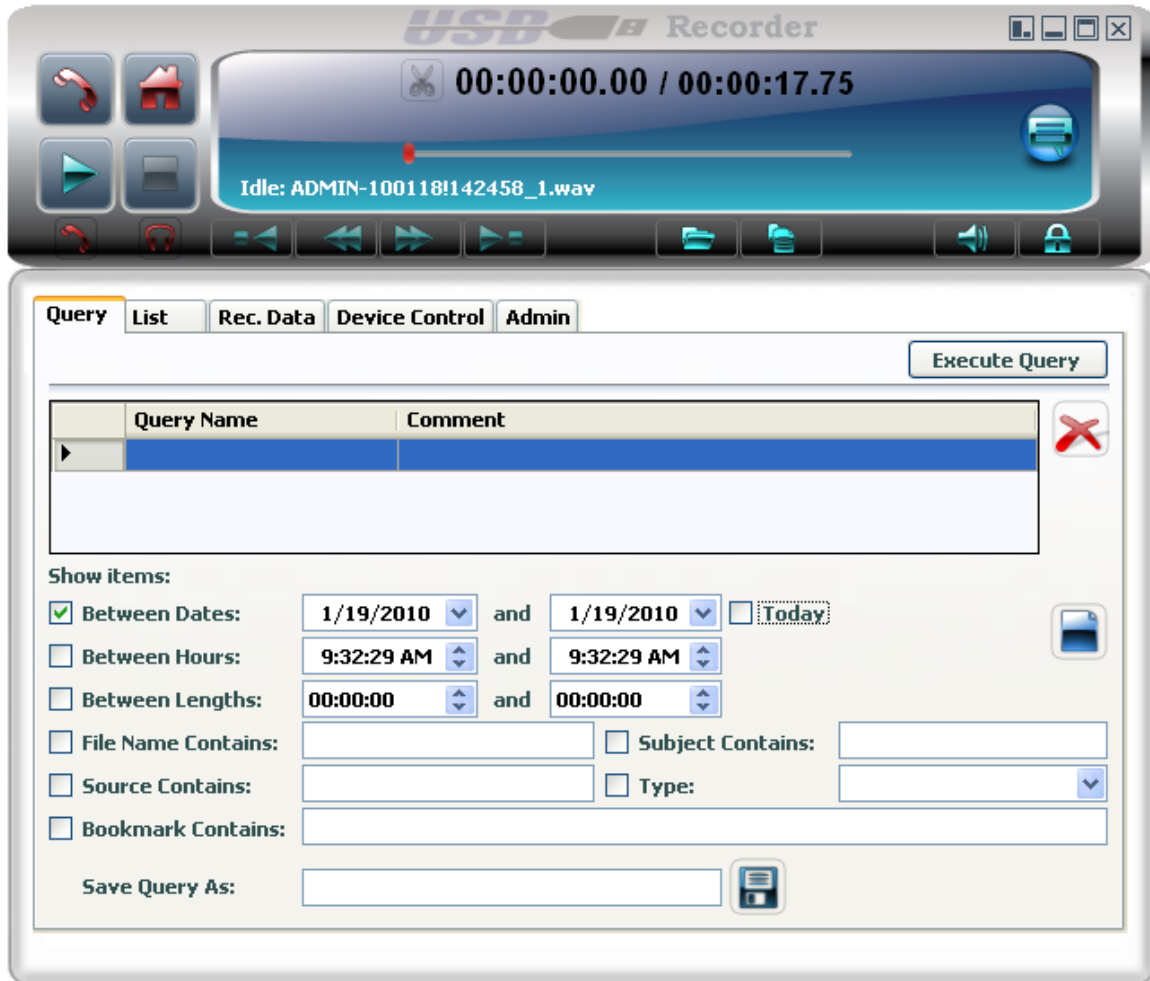 USB Recorder
00:00:00.00 / 00:00:17.75
Idle: ADMIN-100118!142458_1.wav
Query List Rec. Data Device Control Admin
Execute Query
Query Name Comment
Show items:
Between Dates: 1/19/2010 and 1/19/2010 Today
Between Hours: 9:32:29 AM and 9:32:29 AM
Between Lengths: 00:00:00 and 00:00:00
File Name Contains: Subject Contains:
Source Contains: Type:
Bookmark Contains:
Save Query As: